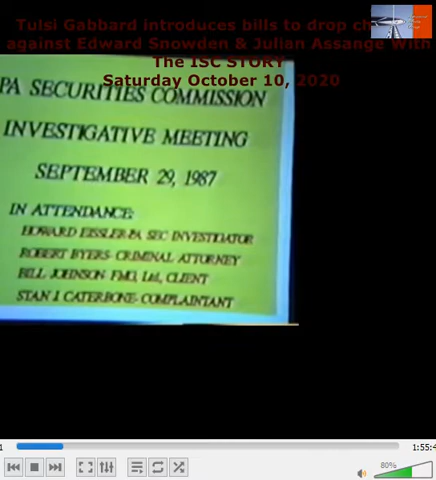 Tulsi Gabbard introduces bills to drop
against Edward Snowden & Julian Assange With
The ISC STORY
Saturday October 10, 2020
PA SECURITIES COMMISSION
INVESTIGATIVE MEETING
SEPTEMBER 29, 1987
IN ATTENDANCE:
HOWARD EISSLER-PA SEC INVESTIGATOR
ROBERT BYERS- CRIMINAL ATTORNEY
BILL JOHNSON FMG, Ltd., CLIENT
STAN J. CATERBONE- COMPLAINTANT
1:55:4
80%